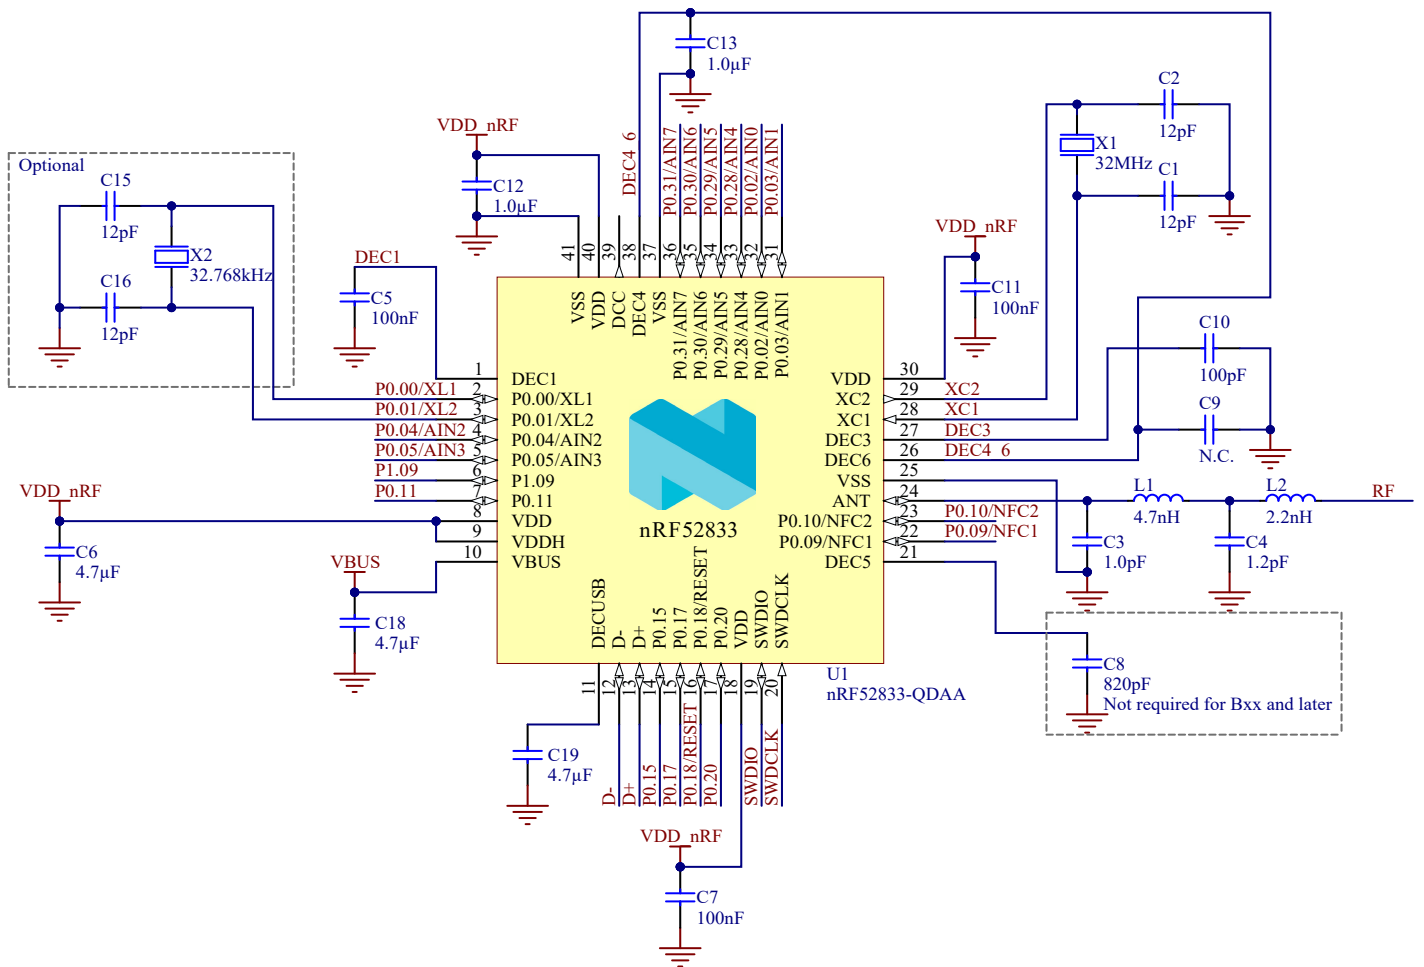 C13
1.0µF
C2
12pF
X1
32MHz
C1
12pF
VDD_nRF
C12
1.0µF
DEC4_6
P0.31/AIN7
P0.30/AIN6
P0.29/AIN5
P0.28/AIN4
P0.02/AIN0
P0.03/AIN1
Optional
C15
12pF
X2
32.768kHz
C16
12pF
DEC1
C5
100nF
VDD_nRF
C11
100nF
C10
100pF
C9
N.C.
41
40
39
38
37
36
35
34
33
32
31
VSS
VDD
DCC
DEC4
VSS
P0.31/AIN7
P0.30/AIN6
P0.29/AIN5
P0.28/AIN4
P0.02/AIN0
P0.03/AIN1
1 DEC1
P0.00/XL1 2 P0.00/XL1
P0.01/XL2 3 P0.01/XL2
P0.04/AIN2 4 P0.04/AIN2
P0.05/AIN3 5 P0.05/AIN3
P1.09 6 P1.09
P0.11 7 P0.11
8 VDD
9 VDDH
10 VBUS
VDD 30
XC2 29 XC2
XC1 28 XC1
DEC3 27 DEC3
DEC6 26 DEC4_6
VSS 25
ANT 24
P0.10/NFC2 23 P0.10/NFC2
P0.09/NFC1 22 P0.09/NFC1
DEC5 21
nRF52833
VDD_nRF
C6
4.7µF
VBUS
C18
4.7µF
L1
4.7nH
L2
2.2nH
RF
C3
1.0pF
C4
1.2pF
C8
820pF
Not required for Bxx and later
DECUSB
D-
D+
P0.15
P0.17
P0.18/RESET
P0.20
VDD
SWDIO
SWDCLK
U1
nRF52833-QDAA
11
12
13
14
15
16
17
18
19
20
C19
4.7µF
D-
D+
P0.15
P0.17
P0.18/RESET
P0.20
SWDIO
SWDCLK
VDD_nRF
C7
100nF